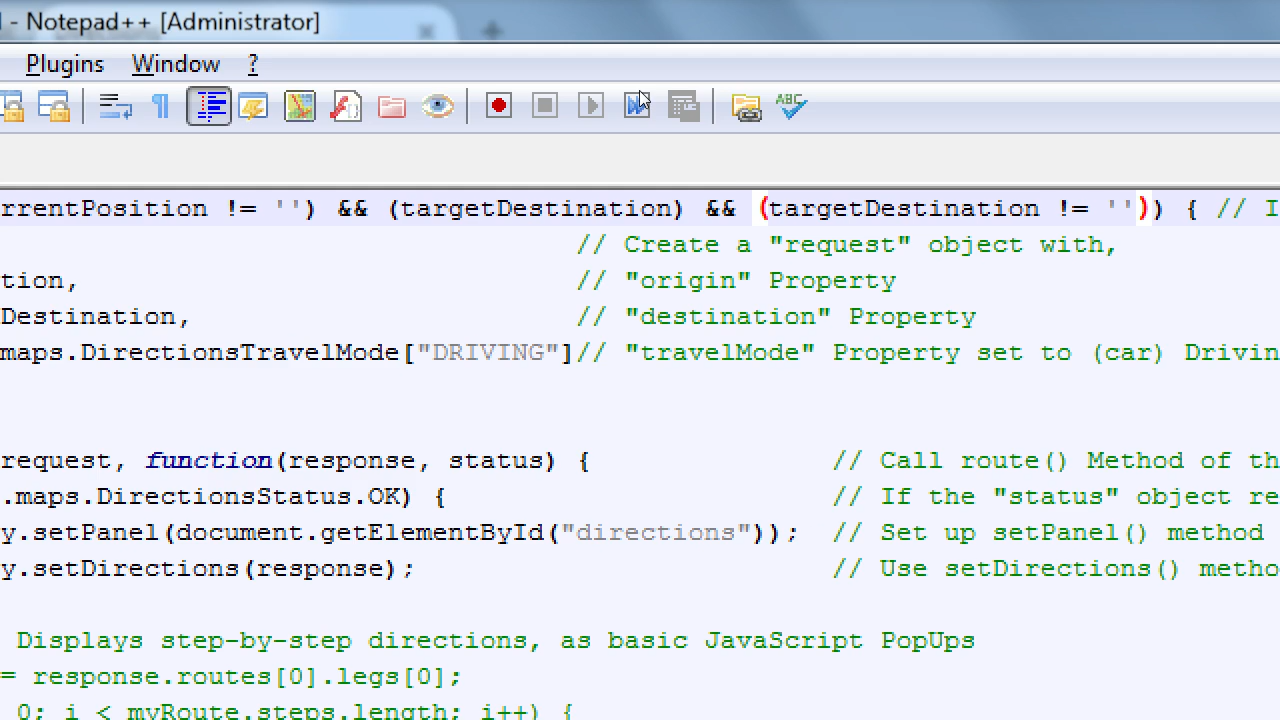 - Notepad++ [Administrator]
Plugins Window ?
ABC
rrentPosition != '') && (targetDestination) && (targetDestination != '')) { // I
// Create a "request" object with,
tion, // "origin" Property
Destination, // "destination" Property
maps.DirectionsTravelMode["DRIVING"]// "travelMode" Property set to (car) Drivin
request, function(response, status) { // Call route() Method of th
.maps.DirectionsStatus.OK) { // If the "status" object re
y.setPanel(document.getElementById("directions")); // Set up setPanel() method
y.setDirections(response); // Use setDirections() metho
Displays step-by-step directions, as basic JavaScript PopUps
= response.routes[0].legs[0];
0; i < myRoute.steps.length; i++) {